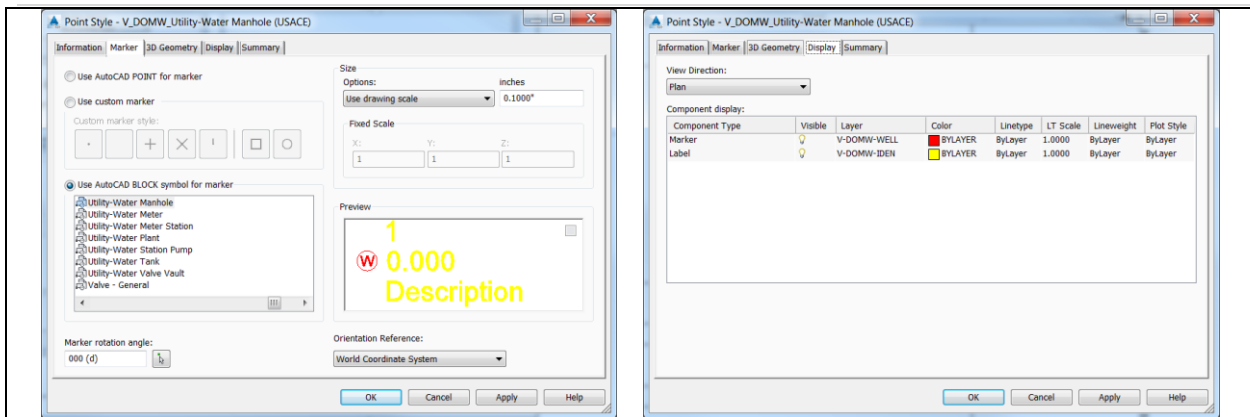 Point Style - V_DOMW_Utility-Water Manhole (USACE)
Information Marker 3D Geometry Display Summary
Use AutoCAD POINT for marker
Use custom marker
Custom marker style:
Use AutoCAD BLOCK symbol for marker
Utility-Water Manhole
Utility-Water Meter
Utility-Water Meter Station
Utility-Water Plant
Utility-Water Station Pump
Utility-Water Tank
Utility-Water Valve Vault
Valve - General
Marker rotation angle:
000 (d)
Size
Options: inches
Use drawing scale 0.1000"
Fixed Scale
X: Y: Z:
1 1 1
Preview
1
W 0.000
Description
Orientation Reference:
World Coordinate System
OK Cancel Apply Help
Point Style - V_DOMW_Utility-Water Manhole (USACE)
Information Marker 3D Geometry Display Summary
View Direction:
Plan
Component display:
Component Type Visible Layer Color Linetype LT Scale Lineweight Plot Style
Marker V-DOMW-WELL BYLAYER ByLayer 1.0000 ByLayer ByLayer
Label V-DOMW-IDEN BYLAYER ByLayer 1.0000 ByLayer ByLayer
OK Cancel Apply Help